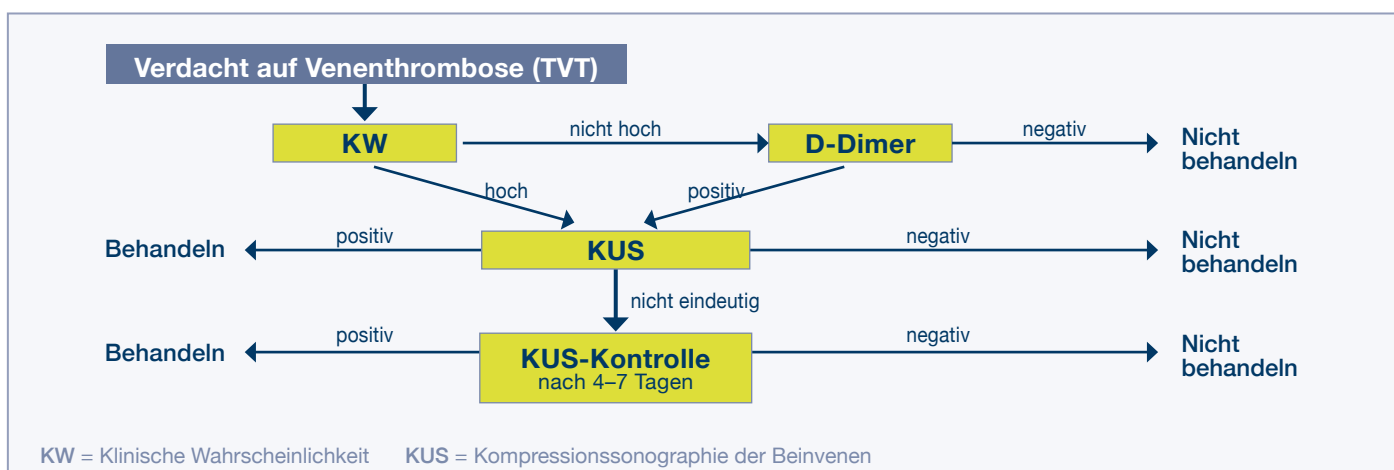 Verdacht auf Venenthrombose (TVT)
KW
nicht hoch
D-Dimer
negativ
Nicht
behandeln
hoch
positiv
Behandeln
positiv
KUS
negativ
Nicht
behandeln
nicht eindeutig
Behandeln
positiv
KUS-Kontrolle
nach 4–7 Tagen
negativ
Nicht
behandeln
KW = Klinische Wahrscheinlichkeit KUS = Kompressionssonographie der Beinvenen